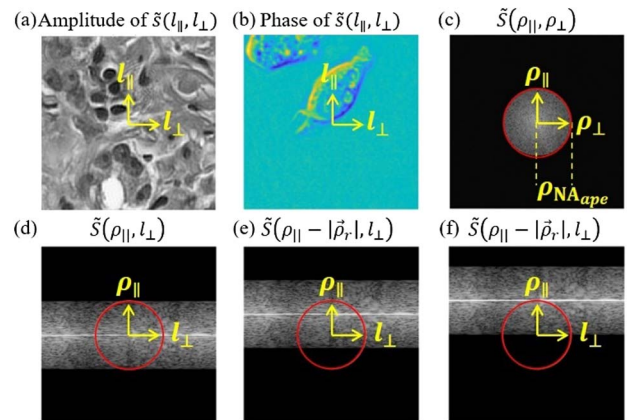 (a) Amplitude of s̃(l∥, l⊥)
(b) Phase of s̃(l∥, l⊥)
(c) S̃(ρ∥, ρ⊥)
l∥
l⊥
l∥
l⊥
ρ∥
ρ⊥
ρNAape
(d) S̃(ρ∥, l⊥)
(e) S̃(ρ∥ − |ρ⃗r|, l⊥)
(f) S̃(ρ∥ − |ρ⃗r|, l⊥)
ρ∥
l⊥
ρ∥
l⊥
ρ∥
l⊥